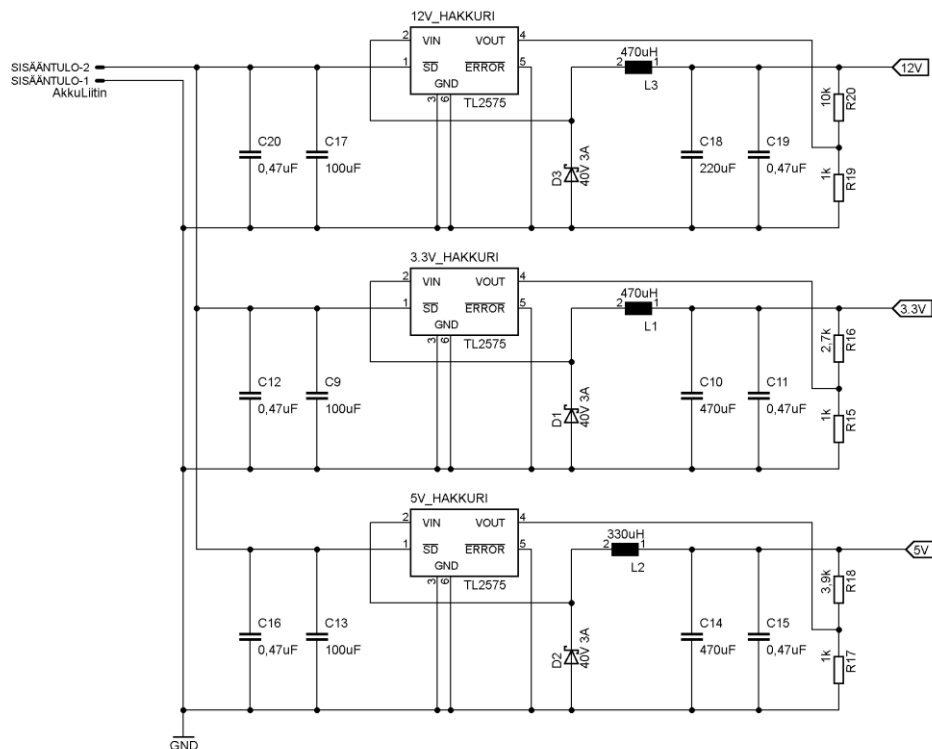 12V_HAKKURI
2 VIN VOUT 4
1 SD ERROR 5
GND
3 6
TL2575
SISÄÄNTULO-2
SISÄÄNTULO-1
AkkuLiitin
470uH
2 1
L3
12V
10k R20
C20
0,47uF
C17
100uF
D3
40V 3A
C18
220uF
C19
0,47uF
1k R19
3.3V_HAKKURI
2 VIN VOUT 4
1 SD ERROR 5
GND
3 6
TL2575
470uH
2 1
L1
3.3V
2,7k R16
C12
0,47uF
C9
100uF
D1
40V 3A
C10
470uF
C11
0,47uF
1k R15
5V_HAKKURI
2 VIN VOUT 4
1 SD ERROR 5
GND
3 6
TL2575
330uH
2 1
L2
5V
3,9k R18
C16
0,47uF
C13
100uF
D2
40V 3A
C14
470uF
C15
0,47uF
1k R17
GND